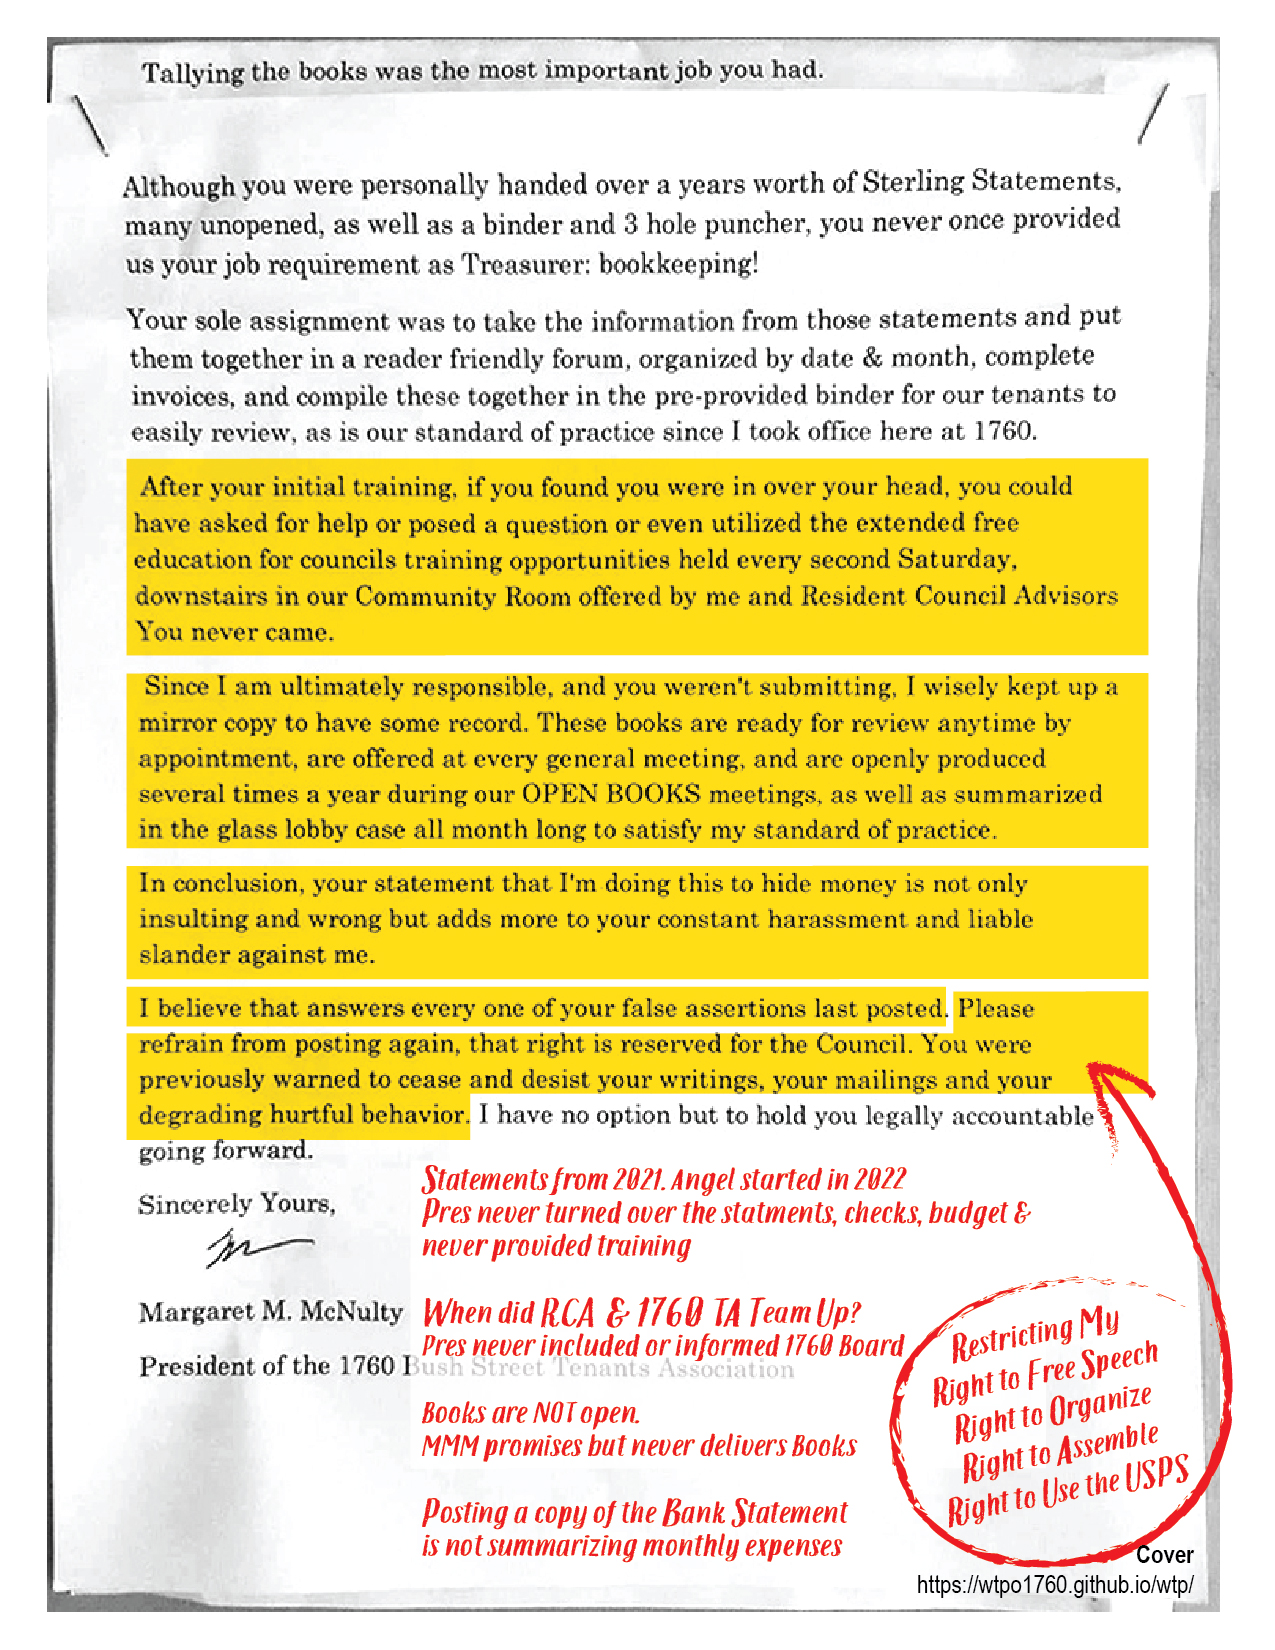 Tallying the books was the most important job you had.
Although you were personally handed over a years worth of Sterling Statements,
many unopened, as well as a binder and 3 hole puncher, you never once provided
us your job requirement as Treasurer: bookkeeping!
Your sole assignment was to take the information from those statements and put
them together in a reader friendly forum, organized by date & month, complete
invoices, and compile these together in the pre-provided binder for our tenants to
easily review, as is our standard of practice since I took office here at 1760.
After your initial training, if you found you were in over your head, you could
have asked for help or posed a question or even utilized the extended free
education for councils training opportunities held every second Saturday,
downstairs in our Community Room offered by me and Resident Council Advisors
You never came.
Since I am ultimately responsible, and you weren't submitting, I wisely kept up a
mirror copy to have some record. These books are ready for review anytime by
appointment, are offered at every general meeting, and are openly produced
several times a year during our OPEN BOOKS meetings, as well as summarized
in the glass lobby case all month long to satisfy my standard of practice.
In conclusion, your statement that I'm doing this to hide money is not only
insulting and wrong but adds more to your constant harassment and liable
slander against me.
I believe that answers every one of your false assertions last posted. Please
refrain from posting again, that right is reserved for the Council. You were
previously warned to cease and desist your writings, your mailings and your
degrading hurtful behavior. I have no option but to hold you legally accountable
going forward.
Sincerely Yours,
Margaret M. McNulty
President of the 1760 Bush Street Tenants Association
Statements from 2021. Angel started in 2022
Pres never turned over the statments, checks, budget &
never provided training
When did RCA & 1760 TA Team Up?
Pres never included or informed 1760 Board
Books are NOT open.
MMM promises but never delivers Books
Posting a copy of the Bank Statement
is not summarizing monthly expenses
Restricting My
Right to Free Speech
Right to Organize
Right to Assemble
Right to Use the USPS
Cover
https://wtpo1760.github.io/wtp/